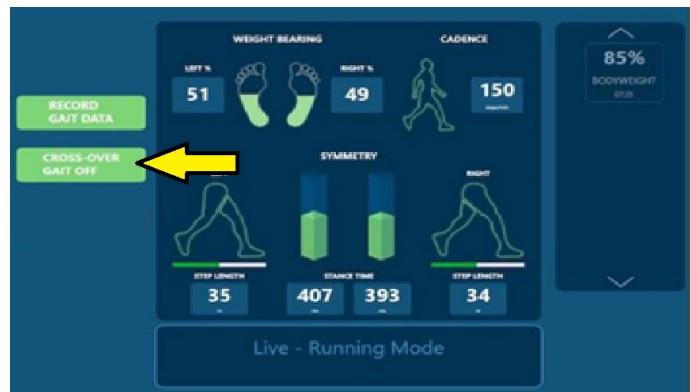 WEIGHT BEARING
CADENCE
LEFT %
51
RIGHT %
49
150
85%
BODYWEIGHT
RECORD
GAIT DATA
CROSS-OVER
GAIT OFF
SYMMETRY
RIGHT
STEP LENGTH
35
STANCE TIME
407
393
STEP LENGTH
34
Live - Running Mode